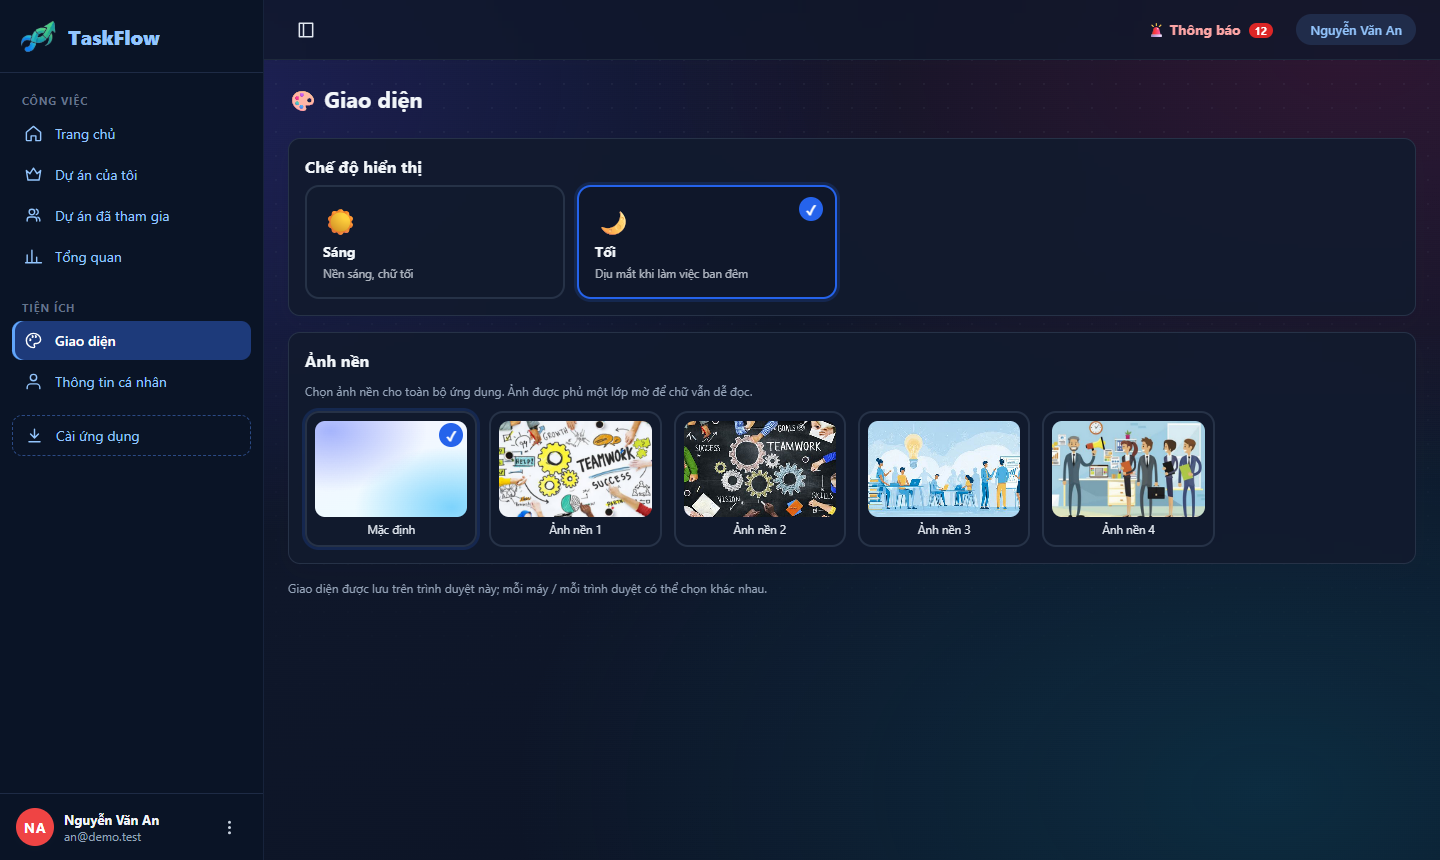 TaskFlow
Thông báo 12
Nguyễn Văn An
CÔNG VIỆC
Trang chủ
Dự án của tôi
Dự án đã tham gia
Tổng quan
TIỆN ÍCH
Giao diện
Thông tin cá nhân
Cài ứng dụng
NA
Nguyễn Văn An
an@demo.test
Giao diện
Chế độ hiển thị
Sáng
Nền sáng, chữ tối
Tối
Dịu mắt khi làm việc ban đêm
Ảnh nền
Chọn ảnh nền cho toàn bộ ứng dụng. Ảnh được phủ một lớp mờ để chữ vẫn dễ đọc.
Mặc định
GROWTH
HELP!
TEAMWORK
SUCCESS
Ảnh nền 1
GOALS
SUCCESS
TEAMWORK
VISION
SKILLS
Ảnh nền 2
Ảnh nền 3
Ảnh nền 4
Giao diện được lưu trên trình duyệt này; mỗi máy / mỗi trình duyệt có thể chọn khác nhau.